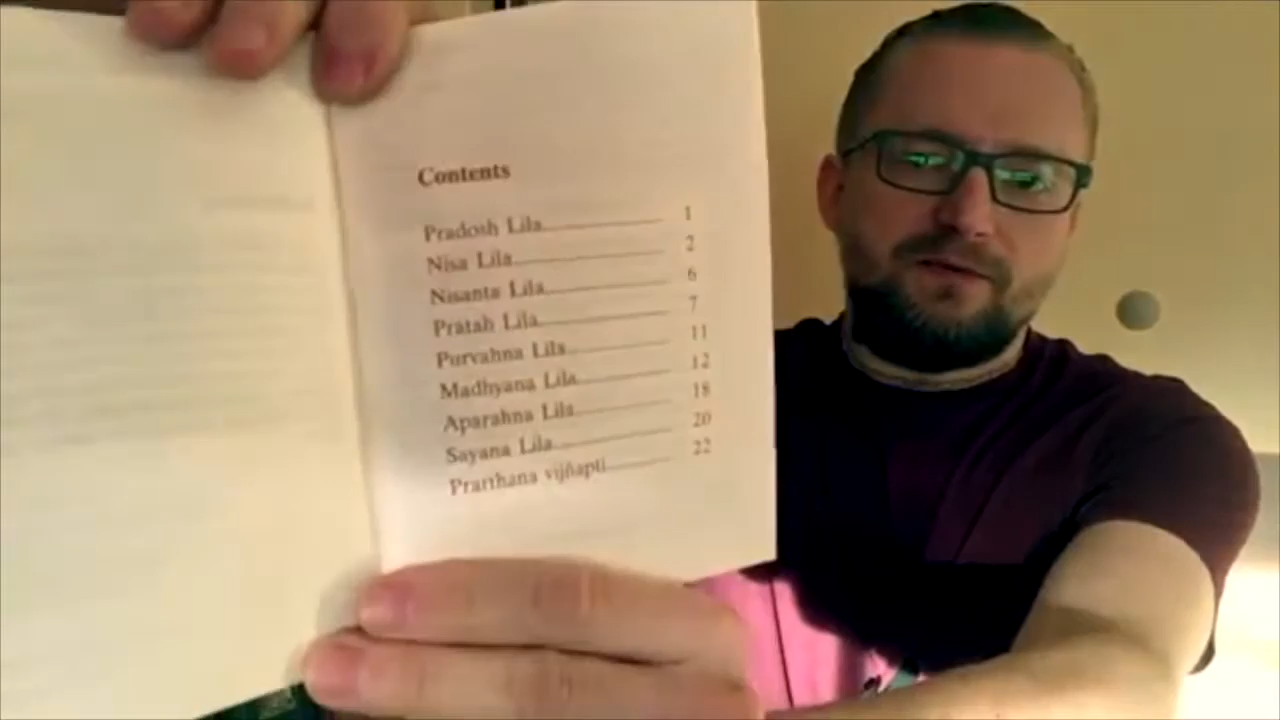 Contents
Pradosh Lila 1
Nisa Lila 2
Nisanta Lila 6
Pratah Lila 7
Purvahna Lila 11
Madhyana Lila 12
Aparahna Lila 18
Sayana Lila 20
Prarthana vijñapti 22